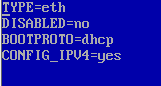 TYPE=eth
DISABLED=no
BOOTPROTO=dhcp
CONFIG_IPV4=yes